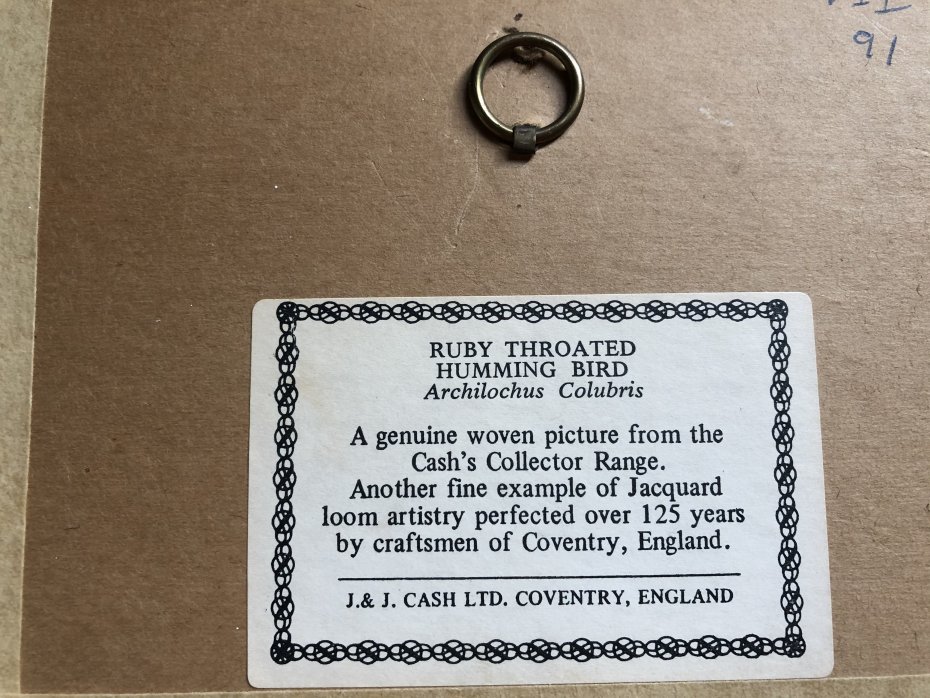 91
RUBY THROATED
HUMMING BIRD
Archilochus Colubris
A genuine woven picture from the
Cash's Collector Range.
Another fine example of Jacquard
loom artistry perfected over 125 years
by craftsmen of Coventry, England.
J.& J. CASH LTD. COVENTRY, ENGLAND